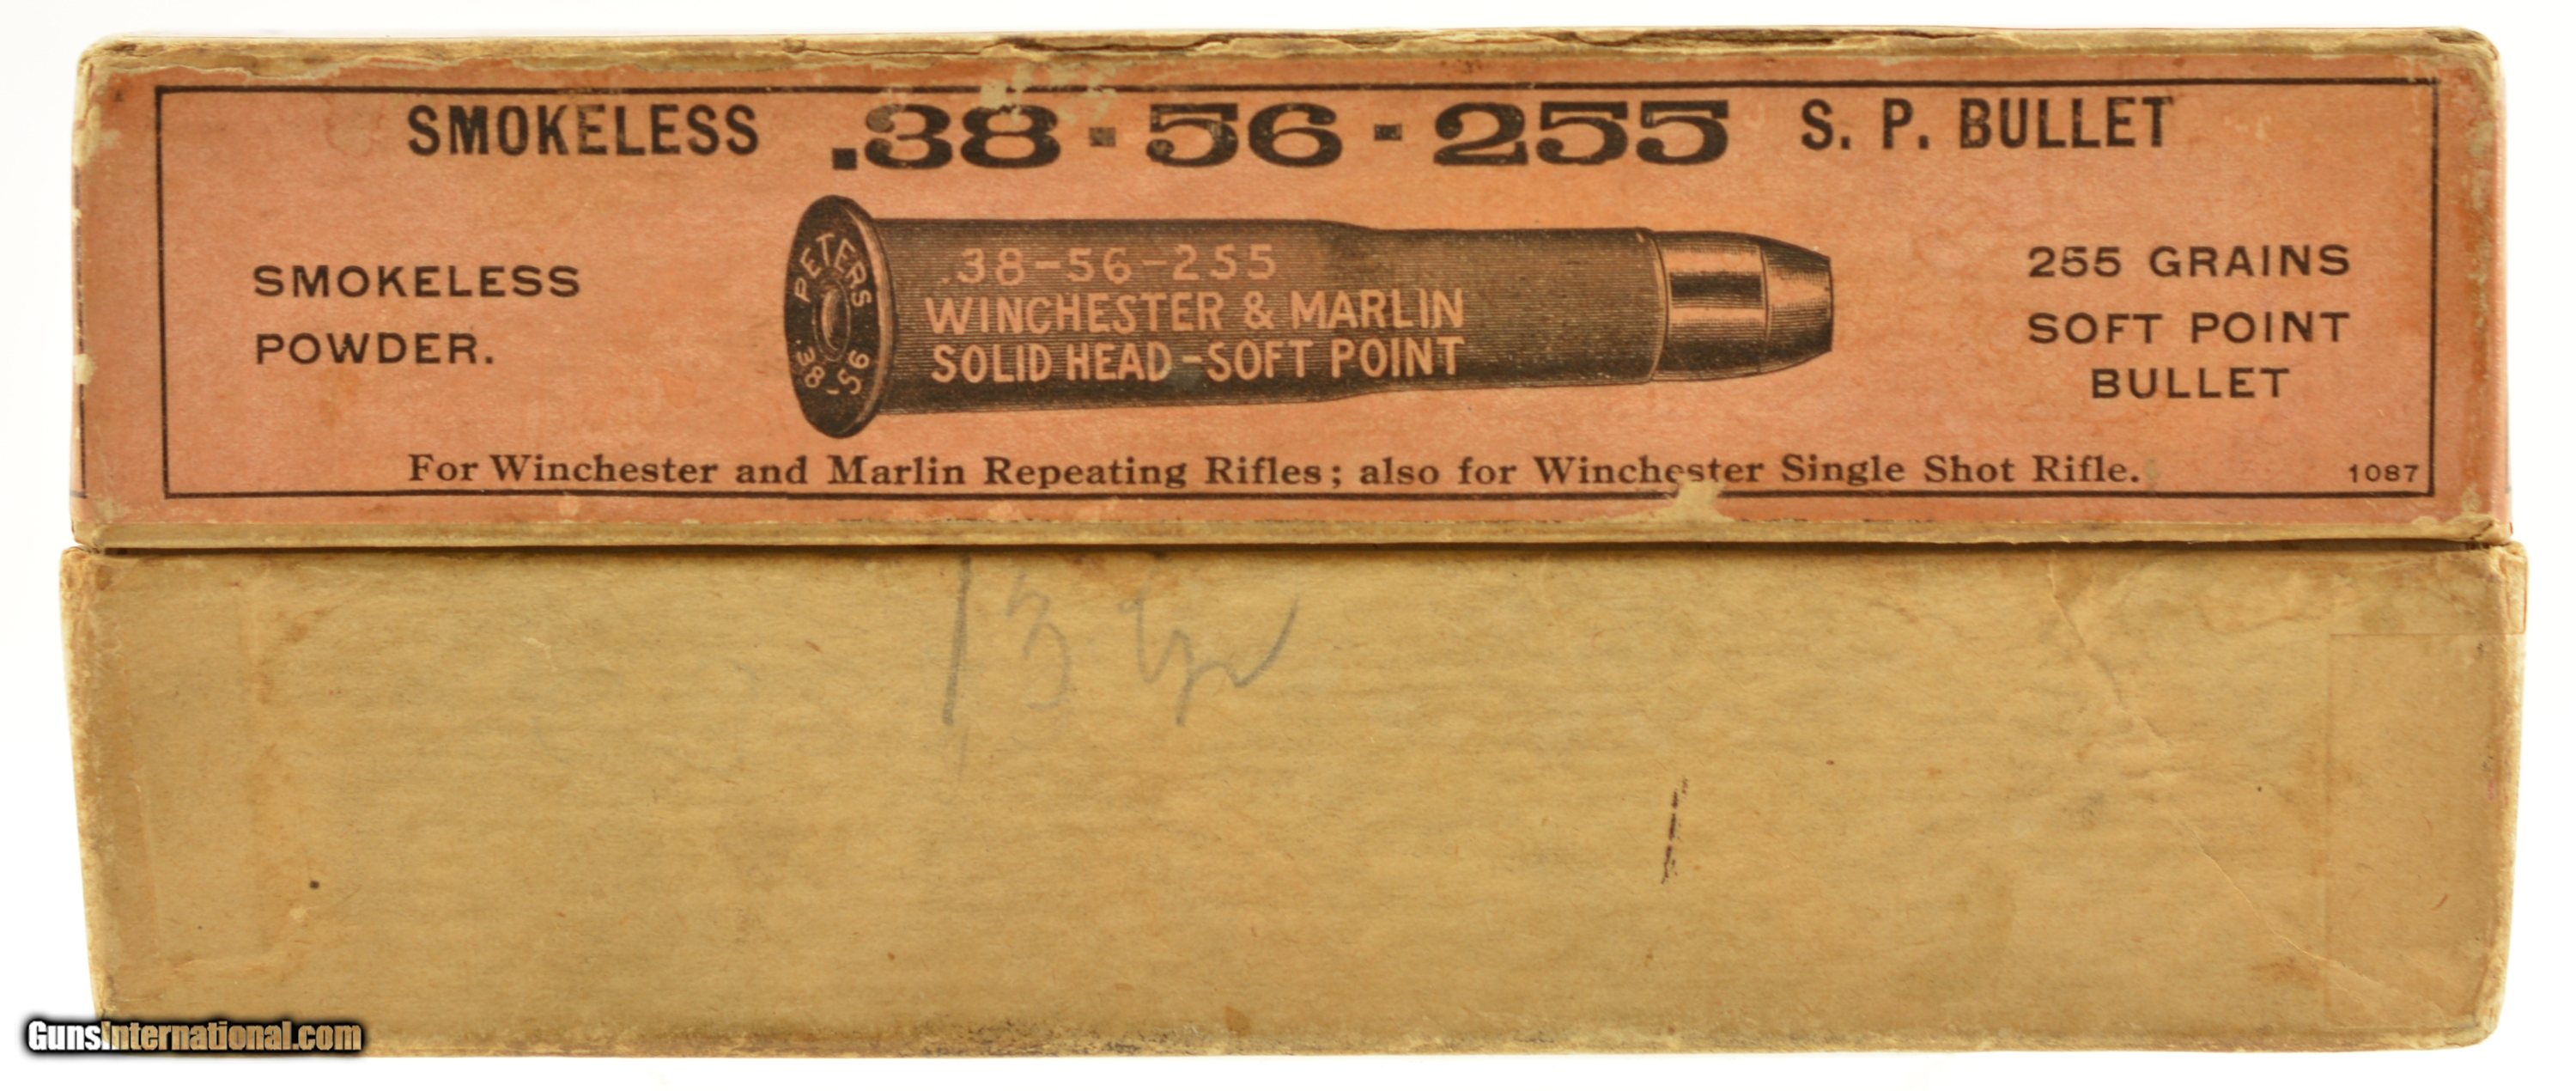 SMOKELESS .38-56-255 S. P. BULLET
SMOKELESS
POWDER.
PETERS
.38-56
.38-56-255
WINCHESTER & MARLIN
SOLID HEAD-SOFT POINT
255 GRAINS
SOFT POINT
BULLET
For Winchester and Marlin Repeating Rifles; also for Winchester Single Shot Rifle.
1087
13
GunsInternational.com